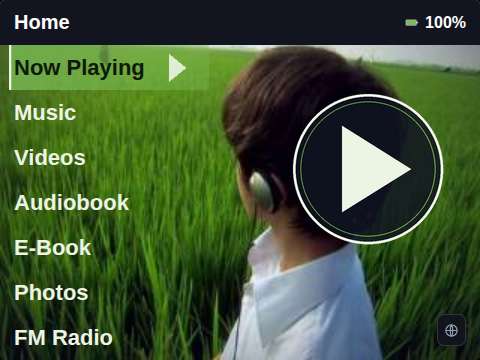 Home
100%
Now Playing
Music
Videos
Audiobook
E-Book
Photos
FM Radio